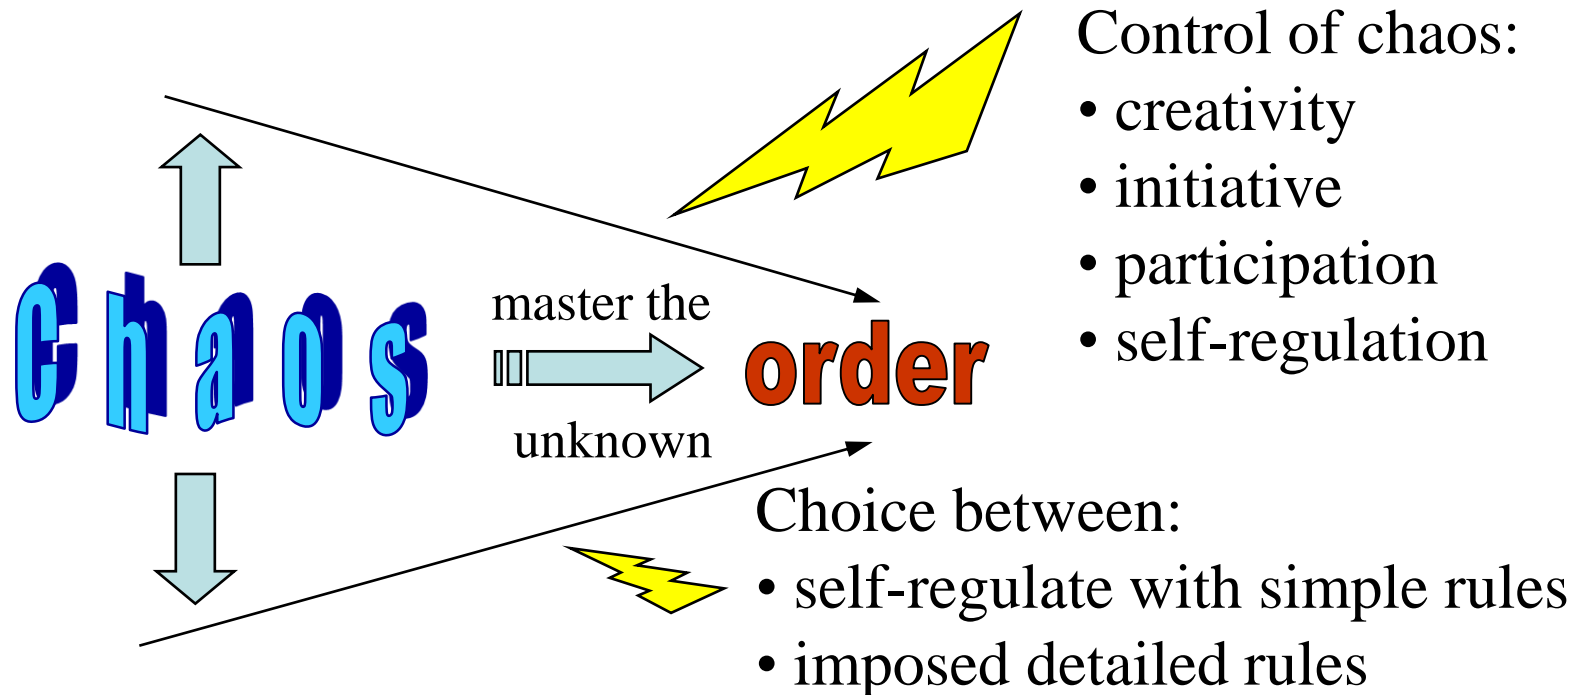 Control of chaos:
• creativity
• initiative
• participation
• self-regulation
Chaos
master the
unknown
order
Choice between:
• self-regulate with simple rules
• imposed detailed rules